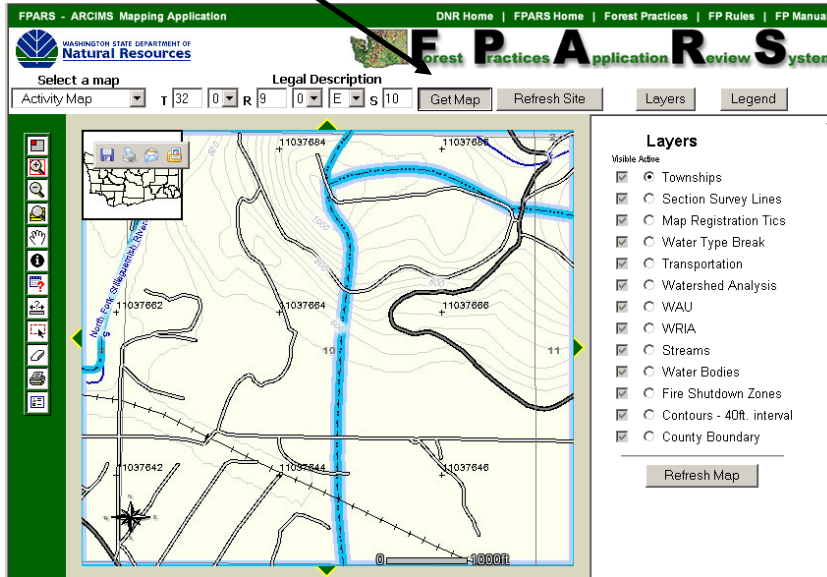 FPARS - ARCIMS Mapping Application
DNR Home | FPARS Home | Forest Practices | FP Rules | FP Manual
WASHINGTON STATE DEPARTMENT OF
Natural Resources
Forest Practices Application Review System
Select a map
Legal Description
Activity Map T 32 0 R 9 0 E S 10 Get Map Refresh Site Layers Legend
11037684
11037686
2
800
1000
North Fork Stillaguamish River
S
11037662
11037664
11037666
600
10
11
11037642
11037644
11037646
N
0 1000ft
Layers
Visible Active
Townships
Section Survey Lines
Map Registration Tics
Water Type Break
Transportation
Watershed Analysis
WAU
WRIA
Streams
Water Bodies
Fire Shutdown Zones
Contours - 40ft. interval
County Boundary
Refresh Map